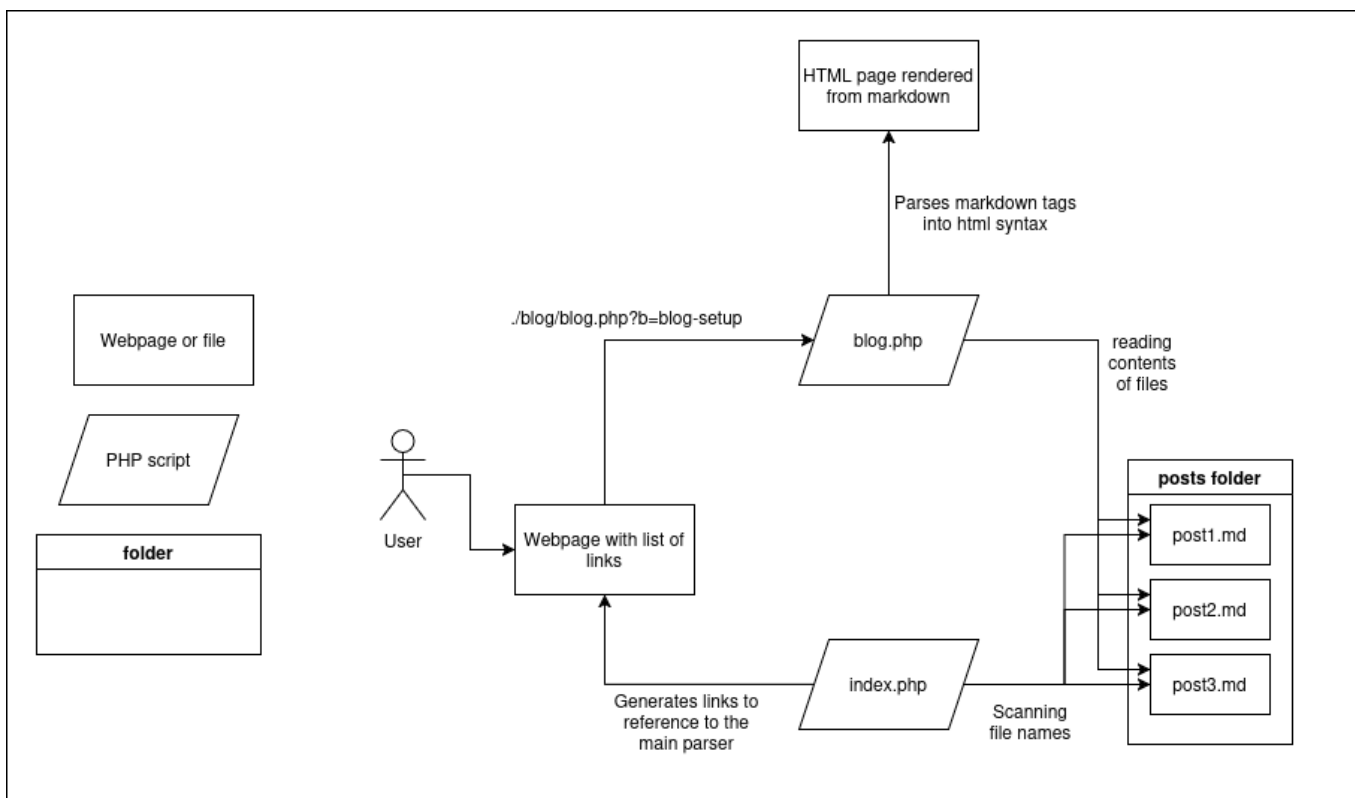 HTML page rendered
from markdown
Parses markdown tags
into html syntax
./blog/blog.php?b=blog-setup
blog.php
reading
contents
of files
Webpage or file
PHP script
folder
User
Webpage with list of
links
posts folder
post1.md
post2.md
post3.md
index.php
Generates links to
reference to the
main parser
Scanning
file names